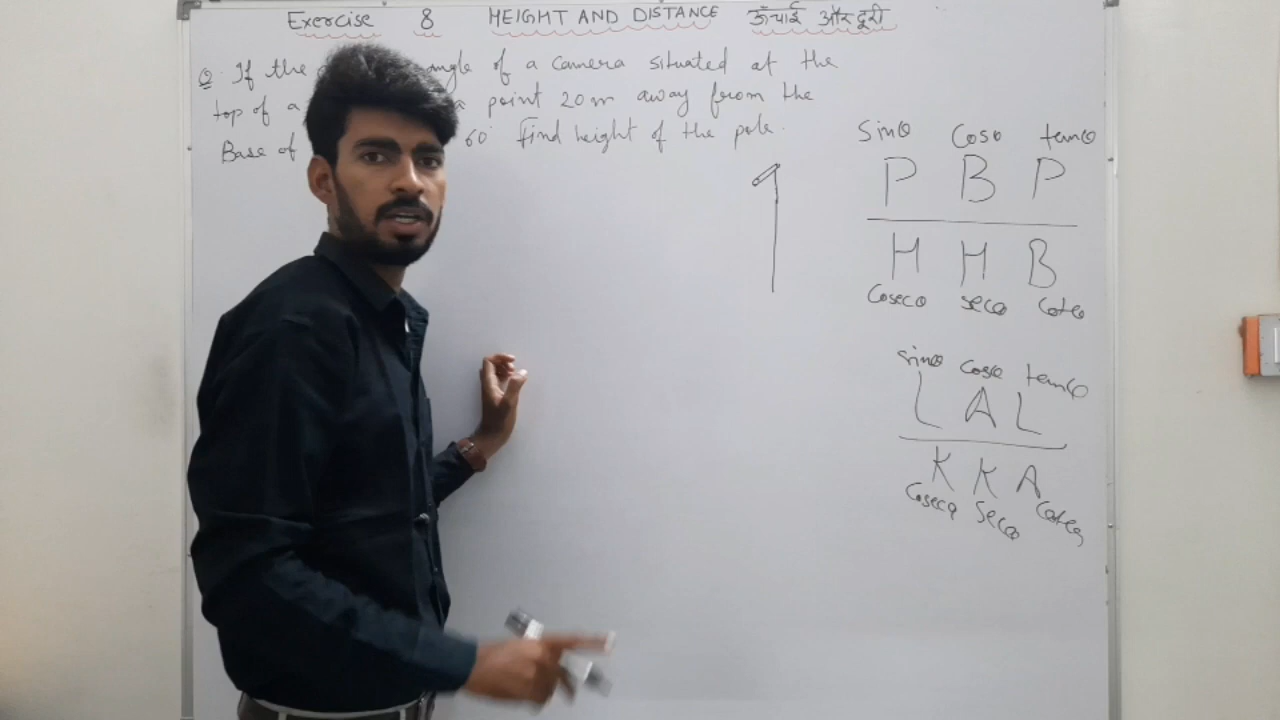 Exercise 8 HEIGHT AND DISTANCE ऊँचाई और दूरी
Q. If the angle of a camera situated at the
top of a point 20m away from the
Base of 60° find height of the pole.
Sinθ Cosθ tanθ
P B P
H H B
Cosecθ Secθ Cotθ
Sinθ Cosθ tanθ
L A L
K K A
Cosecθ Secθ Cotθ